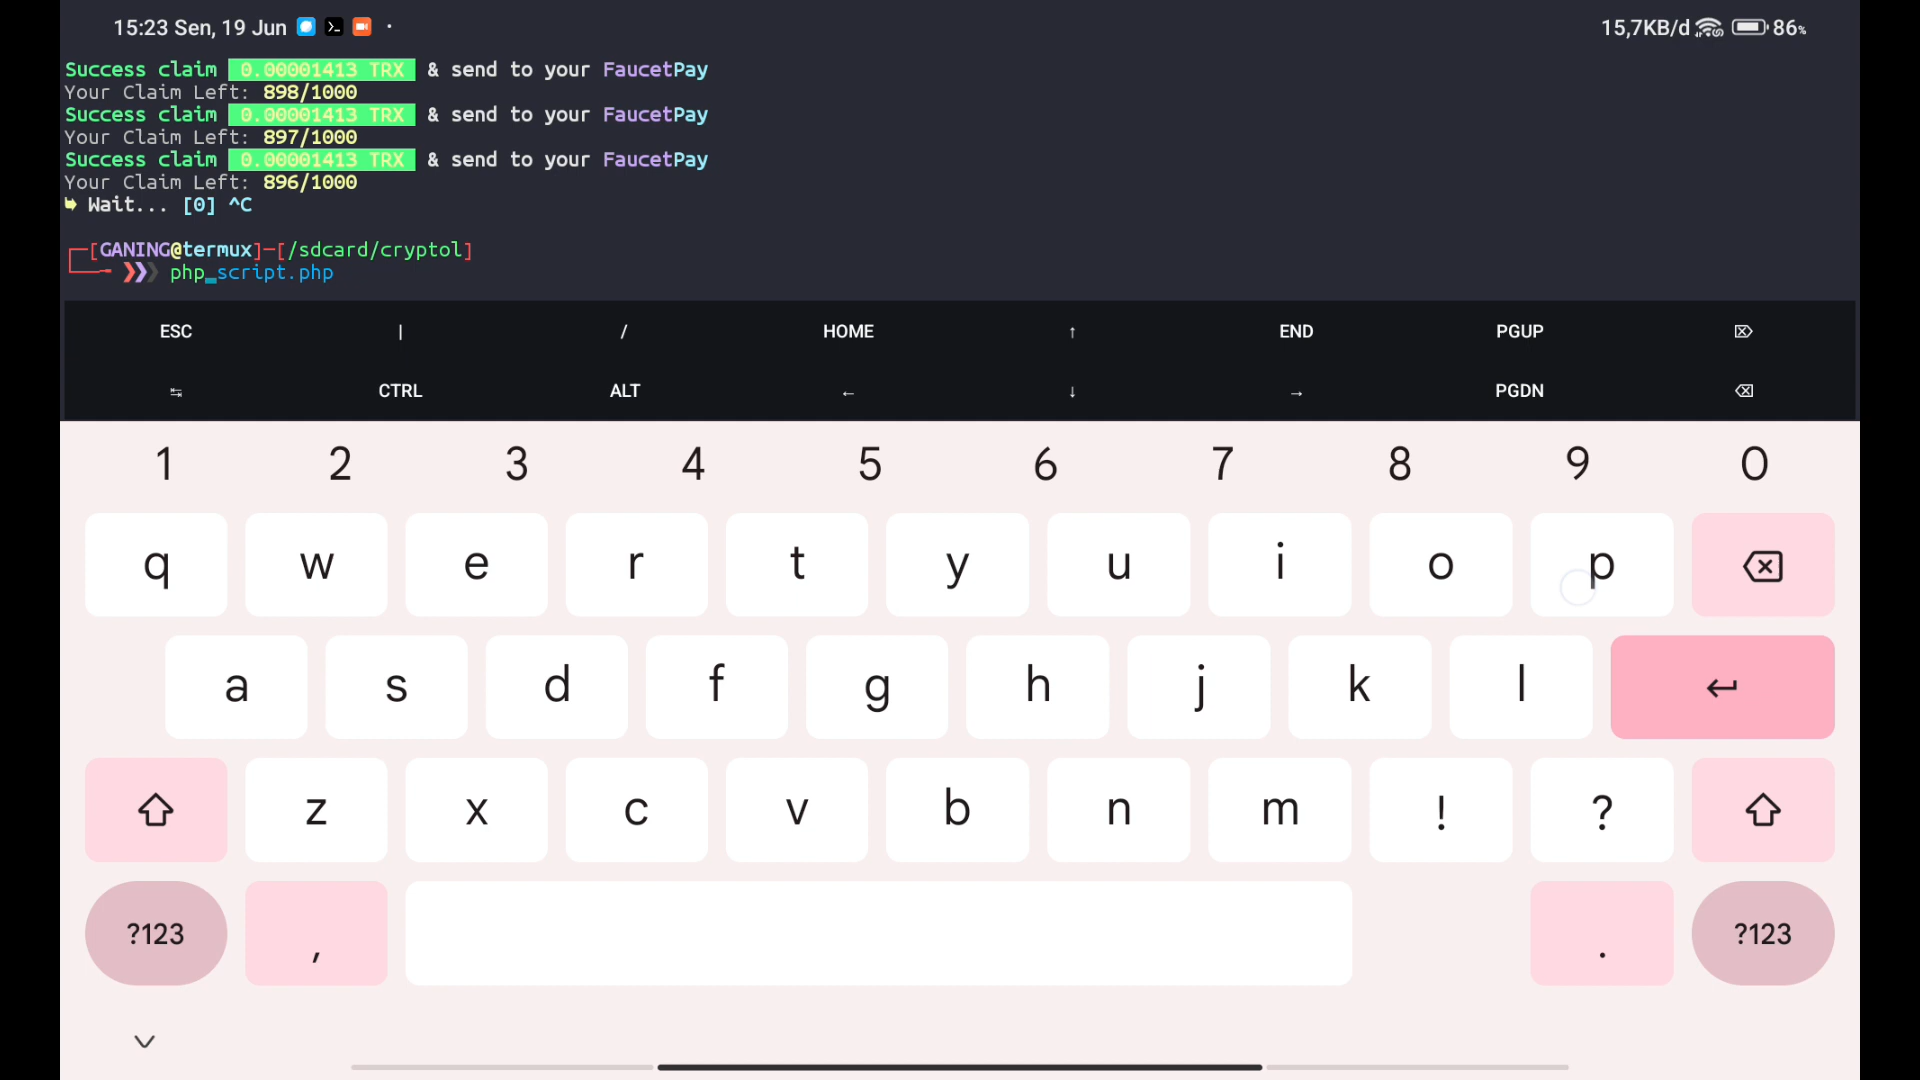 15:23 Sen, 19 Jun
15,7KB/d 86%
Success claim 0.00001413 TRX & send to your FaucetPay
Your Claim Left: 898/1000
Success claim 0.00001413 TRX & send to your FaucetPay
Your Claim Left: 897/1000
Success claim 0.00001413 TRX & send to your FaucetPay
Your Claim Left: 896/1000
Wait... [0] ^C
[GANING@termux]-[/sdcard/cryptol]
php script.php
ESC | / HOME ↑ END PGUP
CTRL ALT ← ↓ → PGDN
1 2 3 4 5 6 7 8 9 0
q w e r t y u i o p
a s d f g h j k l
z x c v b n m ! ?
?123 , . ?123